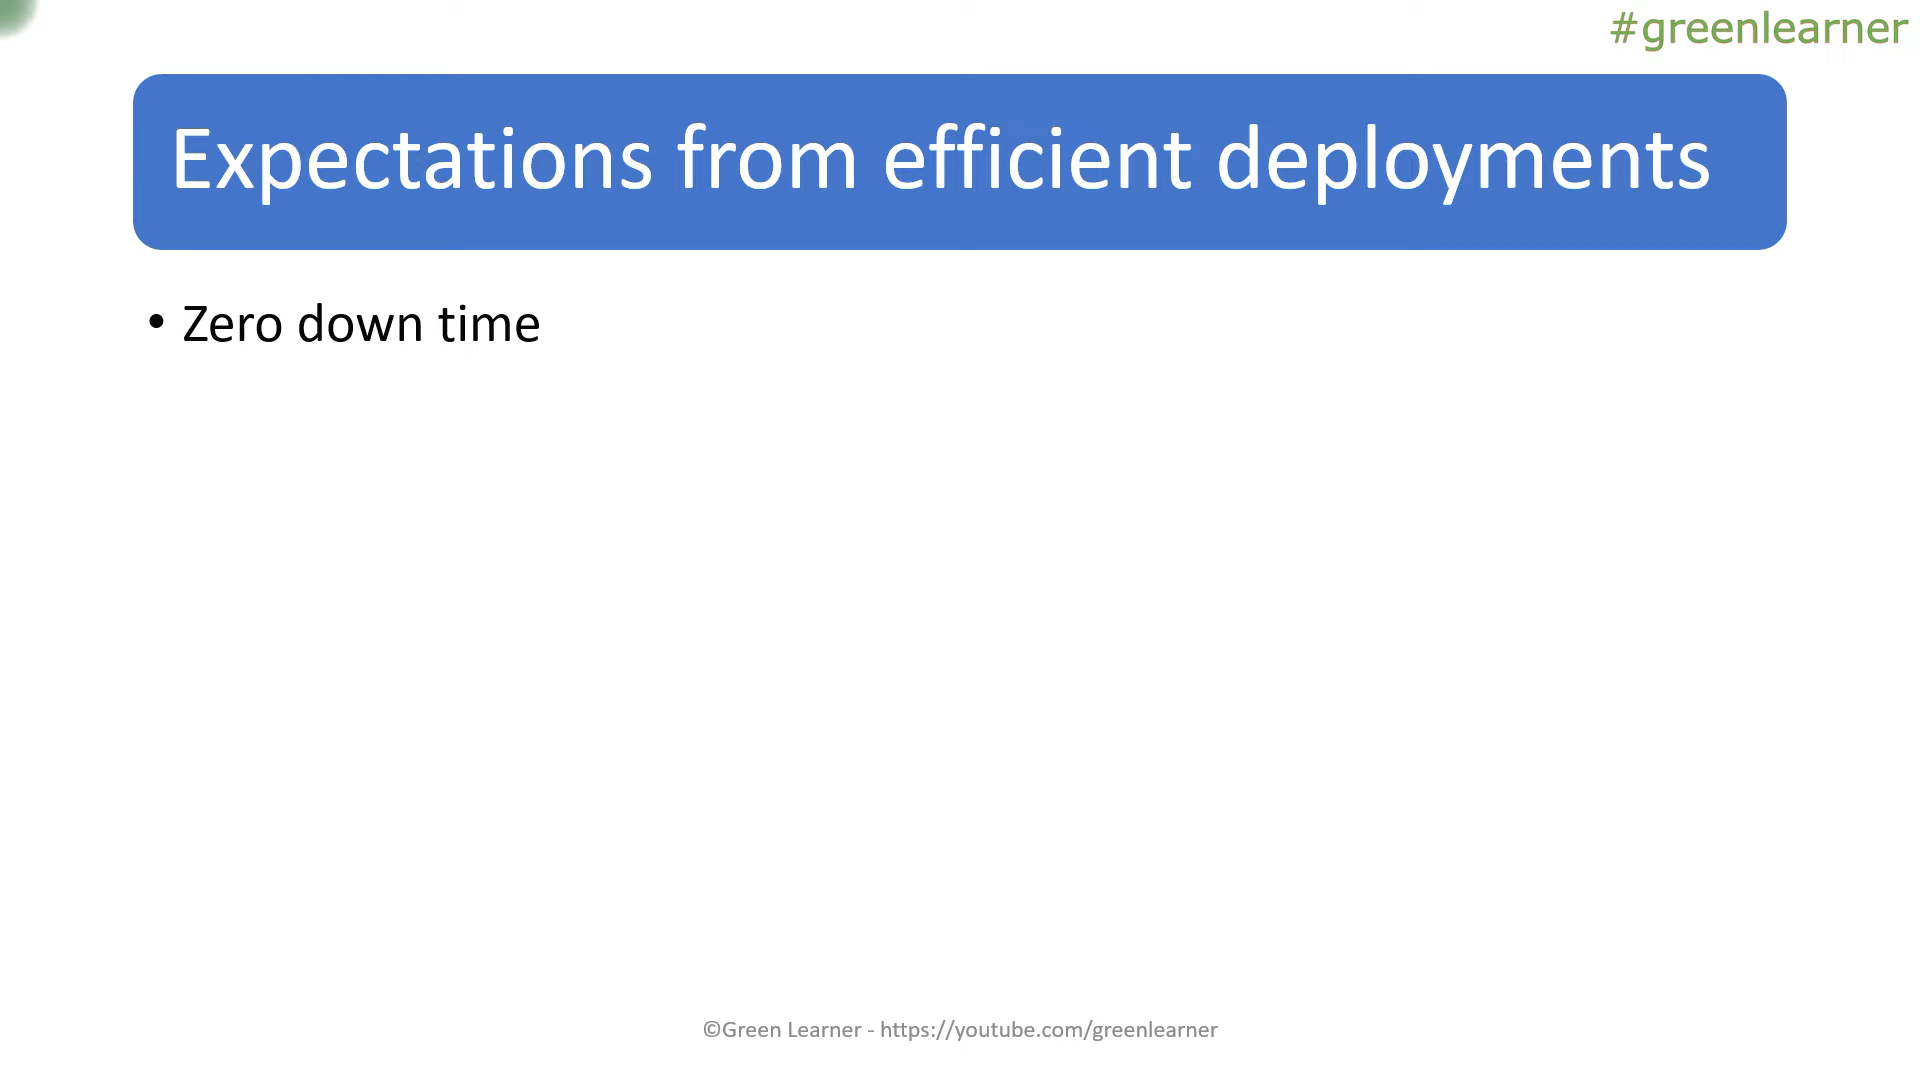 #greenlearner
Expectations from efficient deployments
• Zero down time
©Green Learner - https://youtube.com/greenlearner